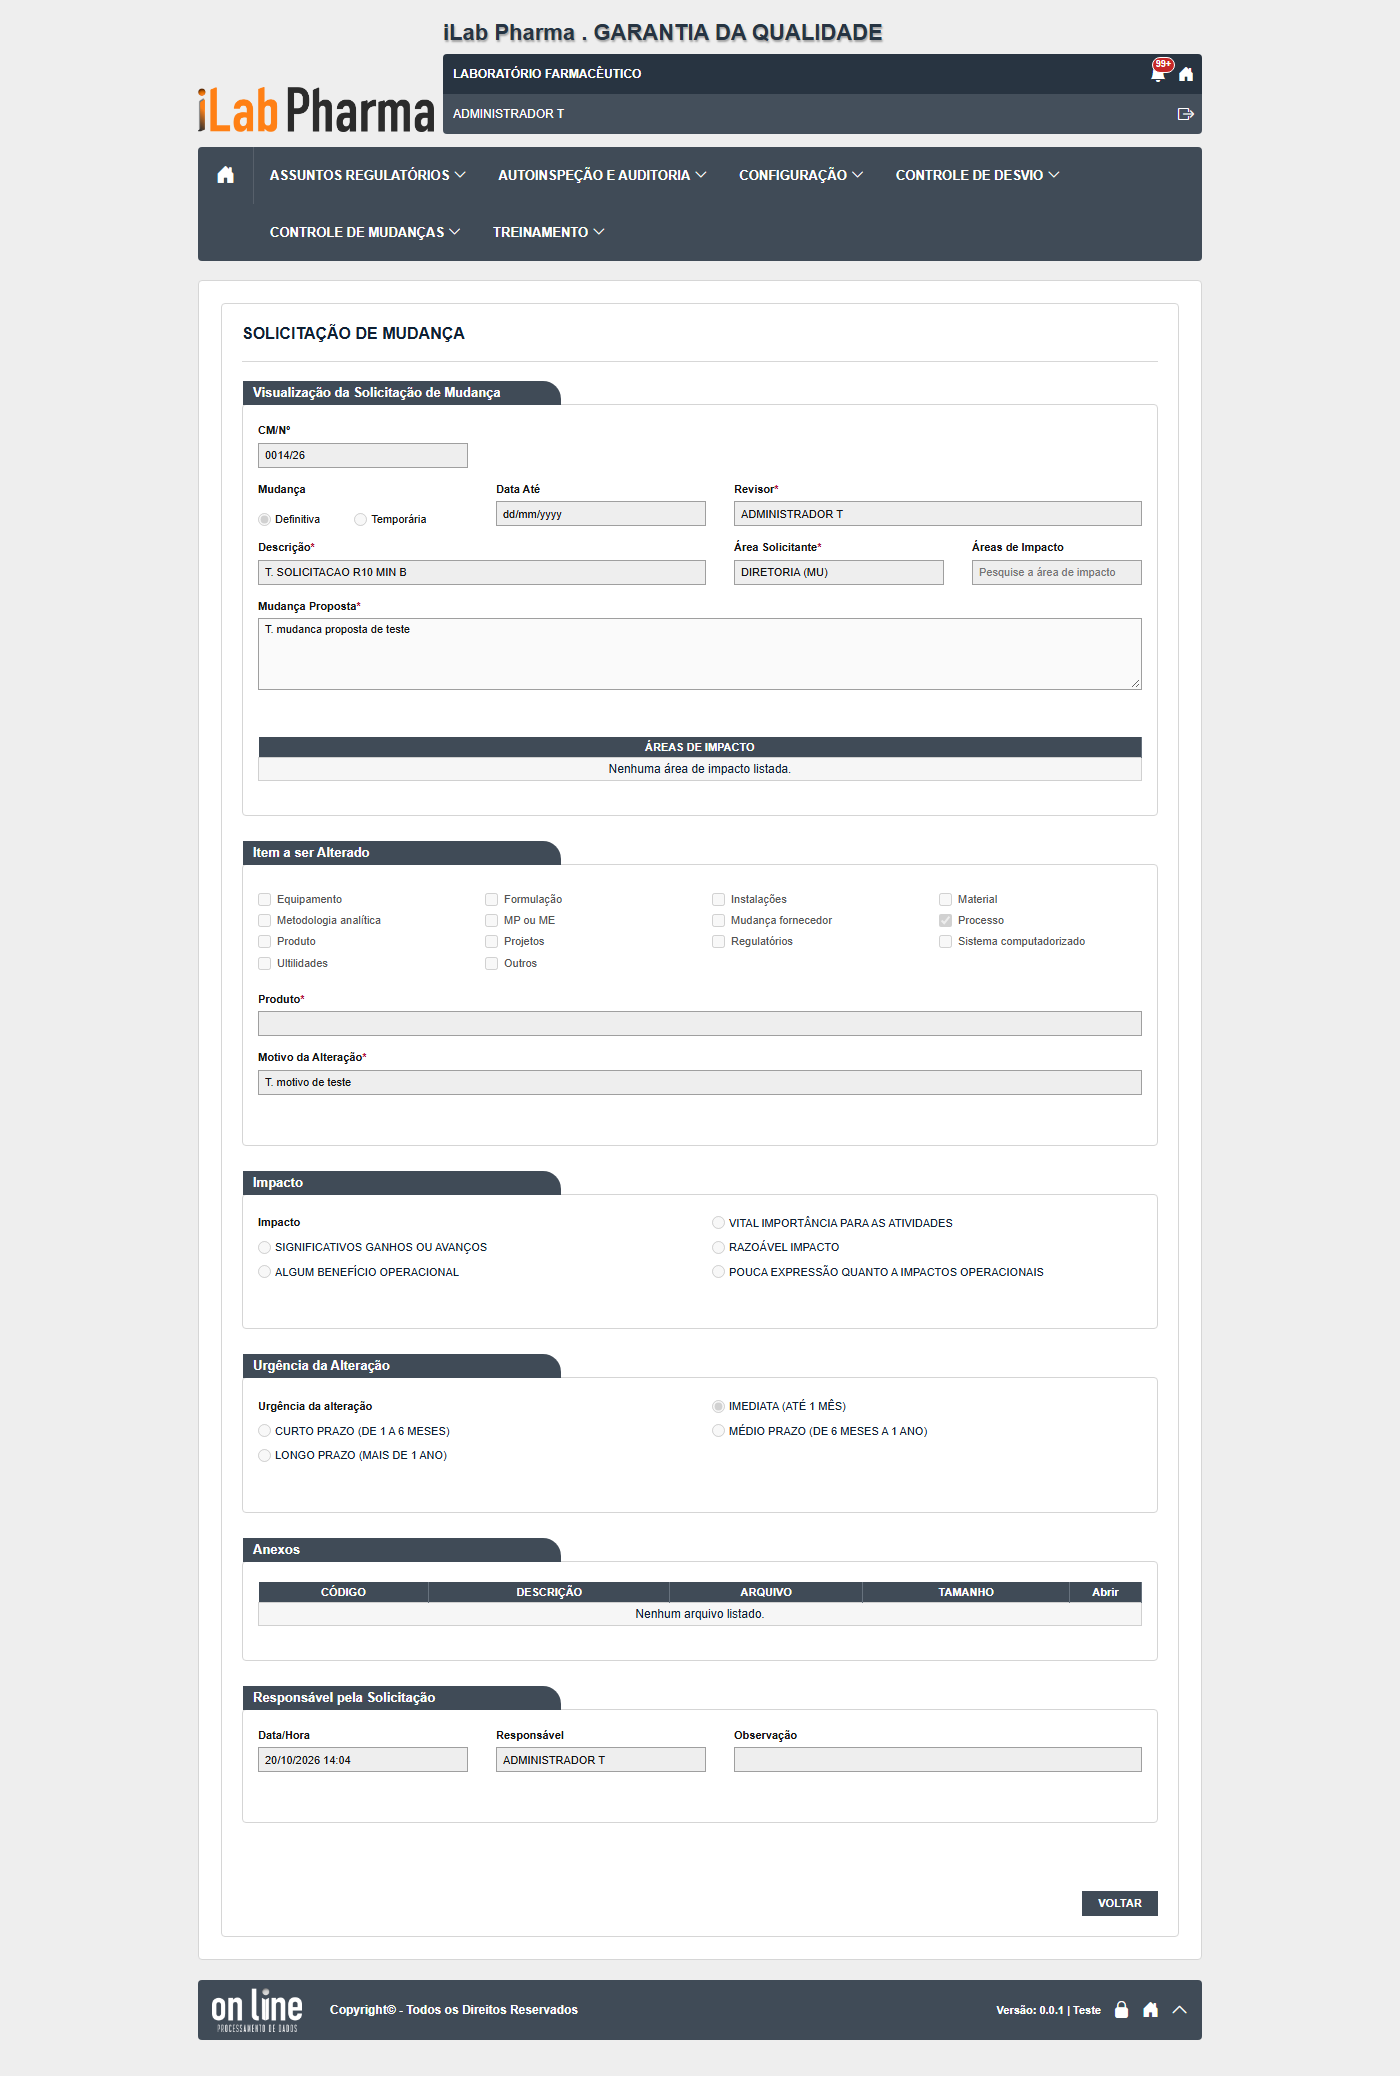 iLab Pharma . GARANTIA DA QUALIDADE
iLab Pharma
LABORATÓRIO FARMACÊUTICO
99+
ADMINISTRADOR T
ASSUNTOS REGULATÓRIOS
AUTOINSPEÇÃO E AUDITORIA
CONFIGURAÇÃO
CONTROLE DE DESVIO
CONTROLE DE MUDANÇAS
TREINAMENTO
SOLICITAÇÃO DE MUDANÇA
Visualização da Solicitação de Mudança
CM/Nº
0014/26
Mudança
Data Até
Revisor*
Definitiva
Temporária
dd/mm/yyyy
ADMINISTRADOR T
Descrição*
Área Solicitante*
Áreas de Impacto
T. SOLICITACAO R10 MIN B
DIRETORIA (MU)
Pesquise a área de impacto
Mudança Proposta*
T. mudanca proposta de teste
ÁREAS DE IMPACTO
Nenhuma área de impacto listada.
Item a ser Alterado
Equipamento
Formulação
Instalações
Material
Metodologia analítica
MP ou ME
Mudança fornecedor
Processo
Produto
Projetos
Regulatórios
Sistema computadorizado
Ultilidades
Outros
Produto*
Motivo da Alteração*
T. motivo de teste
Impacto
Impacto
VITAL IMPORTÂNCIA PARA AS ATIVIDADES
SIGNIFICATIVOS GANHOS OU AVANÇOS
RAZOÁVEL IMPACTO
ALGUM BENEFÍCIO OPERACIONAL
POUCA EXPRESSÃO QUANTO A IMPACTOS OPERACIONAIS
Urgência da Alteração
Urgência da alteração
IMEDIATA (ATÉ 1 MÊS)
CURTO PRAZO (DE 1 A 6 MESES)
MÉDIO PRAZO (DE 6 MESES A 1 ANO)
LONGO PRAZO (MAIS DE 1 ANO)
Anexos
CÓDIGO
DESCRIÇÃO
ARQUIVO
TAMANHO
Abrir
Nenhum arquivo listado.
Responsável pela Solicitação
Data/Hora
Responsável
Observação
20/10/2026 14:04
ADMINISTRADOR T
VOLTAR
on line
PROCESSAMENTO DE DADOS
Copyright© - Todos os Direitos Reservados
Versão: 0.0.1 | Teste